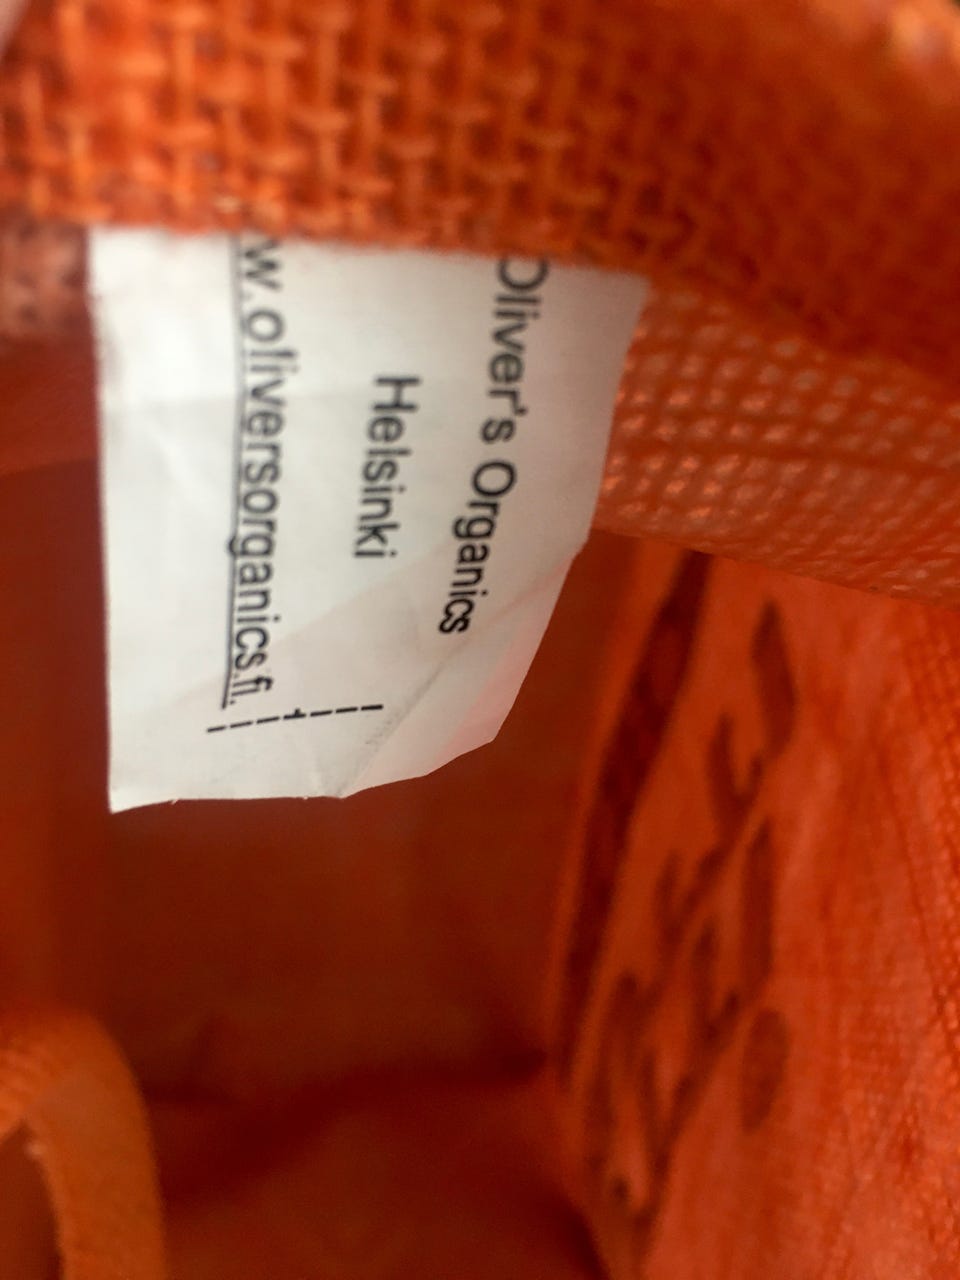 Oliver's Organics
Helsinki
w.oliversorganics.fi